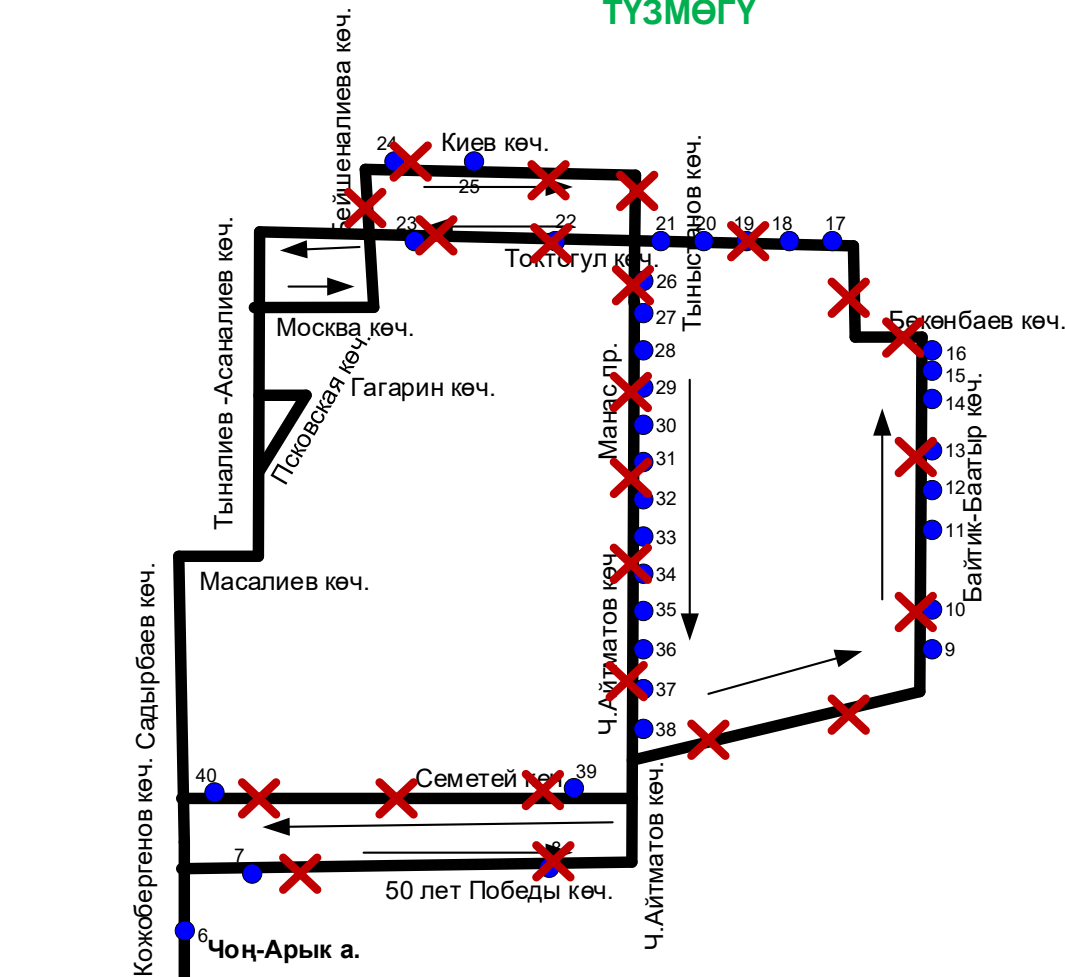 ТҮЗМӨГҮ
Бейшеналиева көч.
24
Киев көч.
25
Тыныстанов көч.
23
22
21
20
19
18
17
Токтогул көч.
Тыналиев -Асаналиев көч.
26
Москва көч.
27
Бөкөнбаев көч.
28
16
15
Гагарин көч.
Псковская көч.
29
14
Манас пр.
Байтик-Баатыр көч.
30
31
13
32
12
33
11
34
Масалиев көч.
35
10
36
9
Ч.Айтматов көч.
37
38
Кожобергенов көч. Садырбаев көч.
40
Семетей көч.
39
7
8
50 лет Победы көч.
Ч.Айтматов көч.
6
Чоң-Арык а.